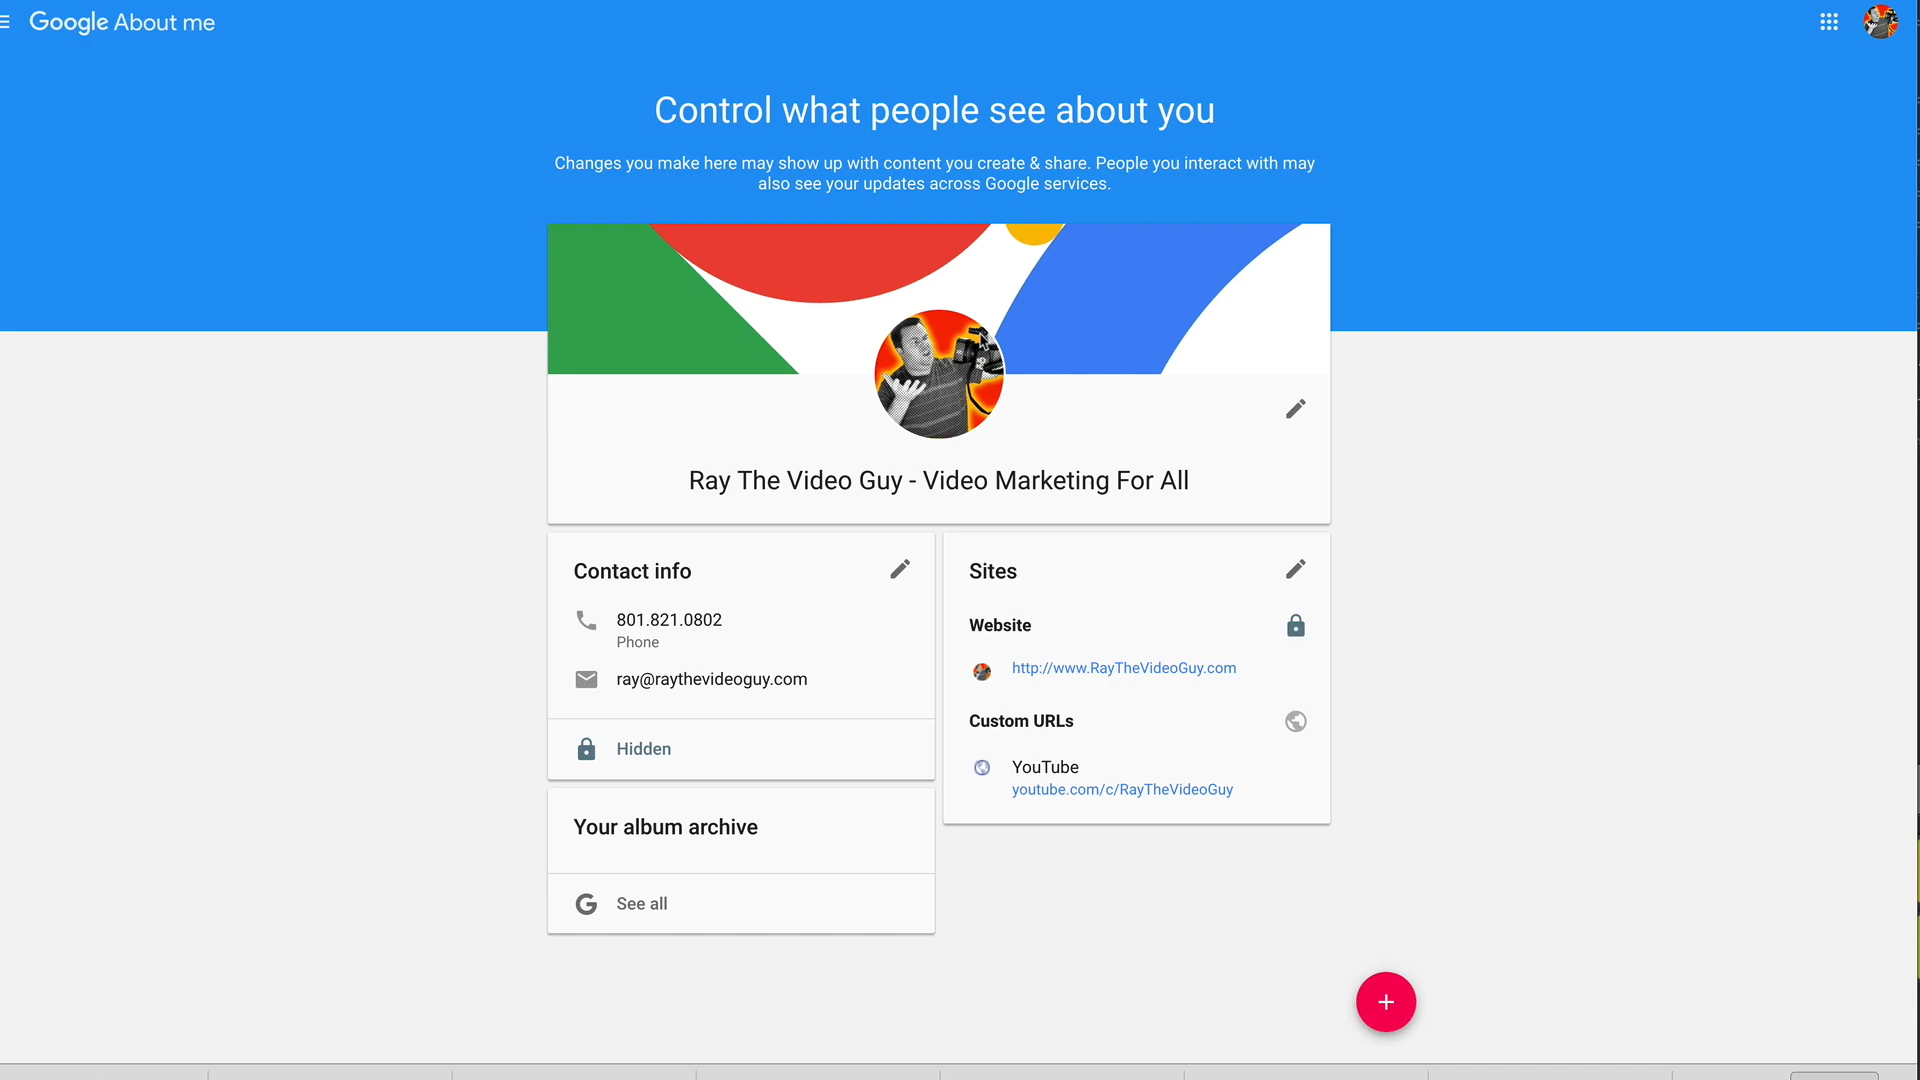 Google About me
Control what people see about you
Changes you make here may show up with content you create & share. People you interact with may
also see your updates across Google services.
Ray The Video Guy - Video Marketing For All
Contact info
801.821.0802
Phone
ray@raythevideoguy.com
Hidden
Your album archive
See all
Sites
Website
http://www.RayTheVideoGuy.com
Custom URLs
YouTube
youtube.com/c/RayTheVideoGuy